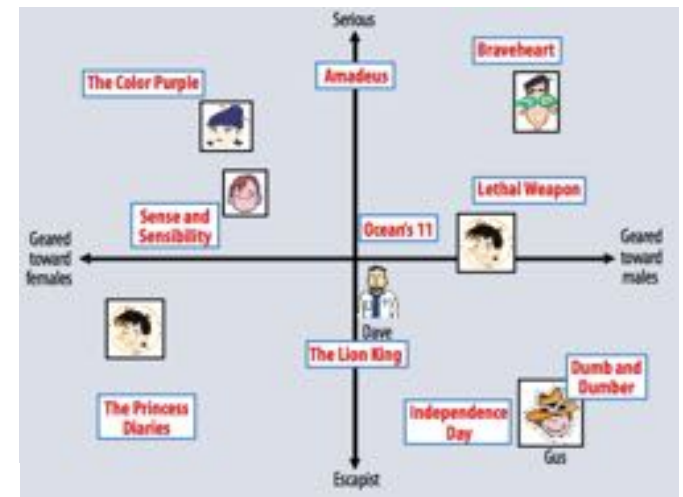 Serious
Braveheart
Amadeus
The Color Purple
Lethal Weapon
Sense and
Sensibility
Ocean's 11
Geared
toward
females
Geared
toward
males
Dave
The Lion King
Dumb and
Dumber
The Princess
Diaries
Independence
Day
Gus
Escapist